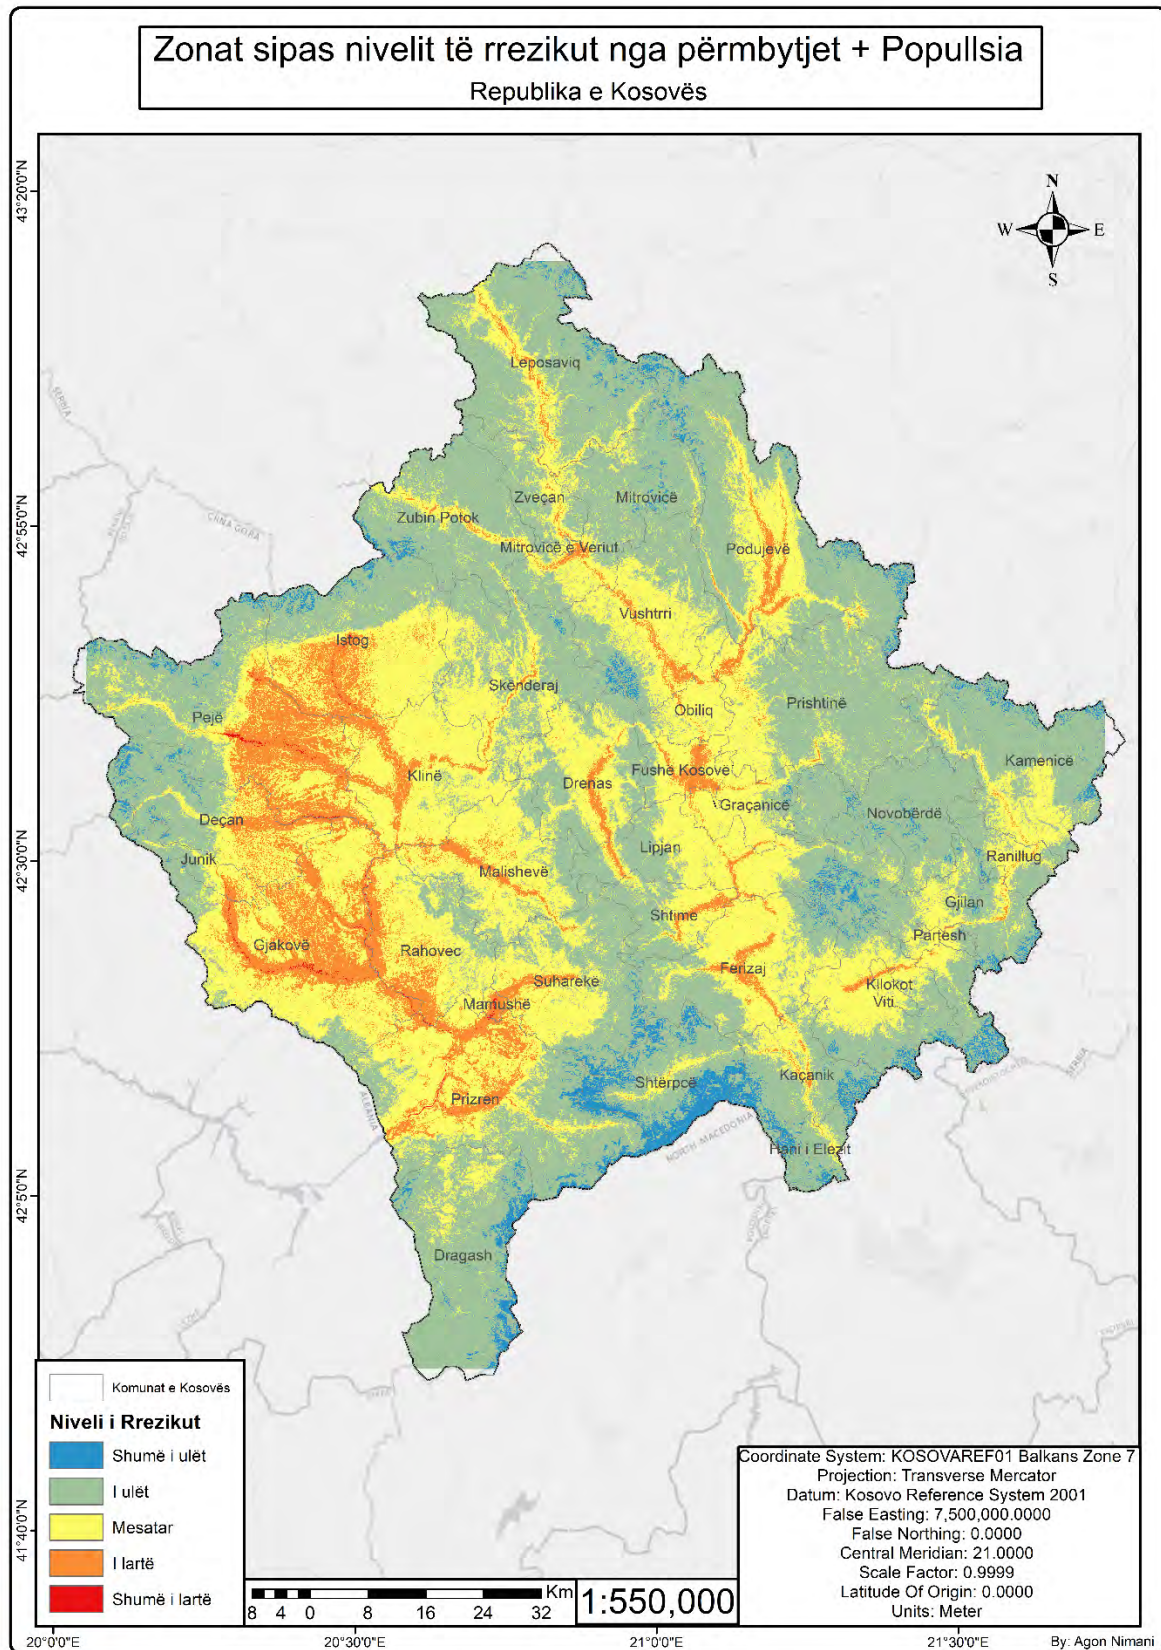 Zonat sipas nivelit të rrezikut nga përmbytjet + Popullsia
Republika e Kosovës
43°20'0"N
42°55'0"N
42°30'0"N
42°5'0"N
41°40'0"N
N
W E
S
Leposaviq
Zveçan
Mitrovicë
Zubin Potok
Mitrovicë e Veriut
Podujevë
Vushtrri
Istog
Skënderaj
Prishtinë
Obiliq
Pejë
Kamenicë
Klinë
Drenas
Fushë Kosovë
Graçanicë
Novobërdë
Deçan
Lipjan
Junik
Ranillug
Malishevë
Gjilan
Shtime
Partesh
Gjakovë
Rahovec
Ferizaj
Suharekë
Kllokot
Viti
Mamushë
Kaçanik
Shtërpcë
Prizren
Hani i Elezit
Dragash
CRNA GORA
ALBANIA
NORTH MACEDONIA
SERBIA
Komunat e Kosovës
Niveli i Rrezikut
Shumë i ulët
I ulët
Mesatar
I lartë
Shumë i lartë
Km
8 4 0 8 16 24 32
1:550,000
Coordinate System: KOSOVAREF01 Balkans Zone 7
Projection: Transverse Mercator
Datum: Kosovo Reference System 2001
False Easting: 7,500,000.0000
False Northing: 0.0000
Central Meridian: 21.0000
Scale Factor: 0.9999
Latitude Of Origin: 0.0000
Units: Meter
20°0'0"E 20°30'0"E 21°0'0"E 21°30'0"E
By: Agon Nimani